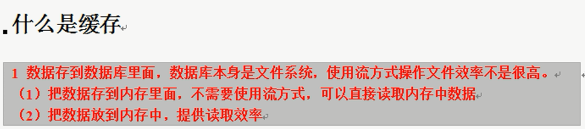 什么是缓存
1 数据存到数据库里面，数据库本身是文件系统，使用流方式操作文件效率不是很高。
（1）把数据存到内存里面，不需要使用流方式，可以直接读取内存中数据
（2）把数据放到内存中，提供读取效率